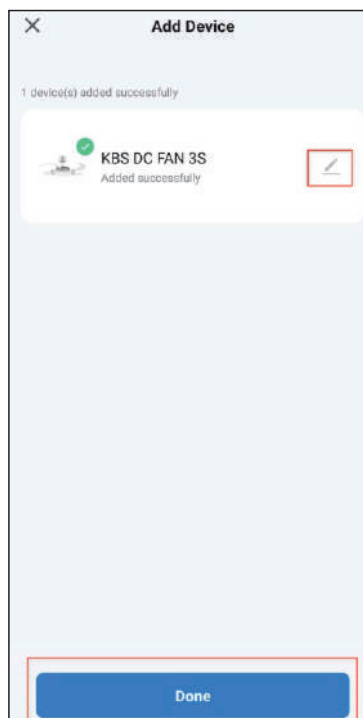 Add Device
1 device(s) added successfully
KBS DC FAN 3S
Added successfully
Done